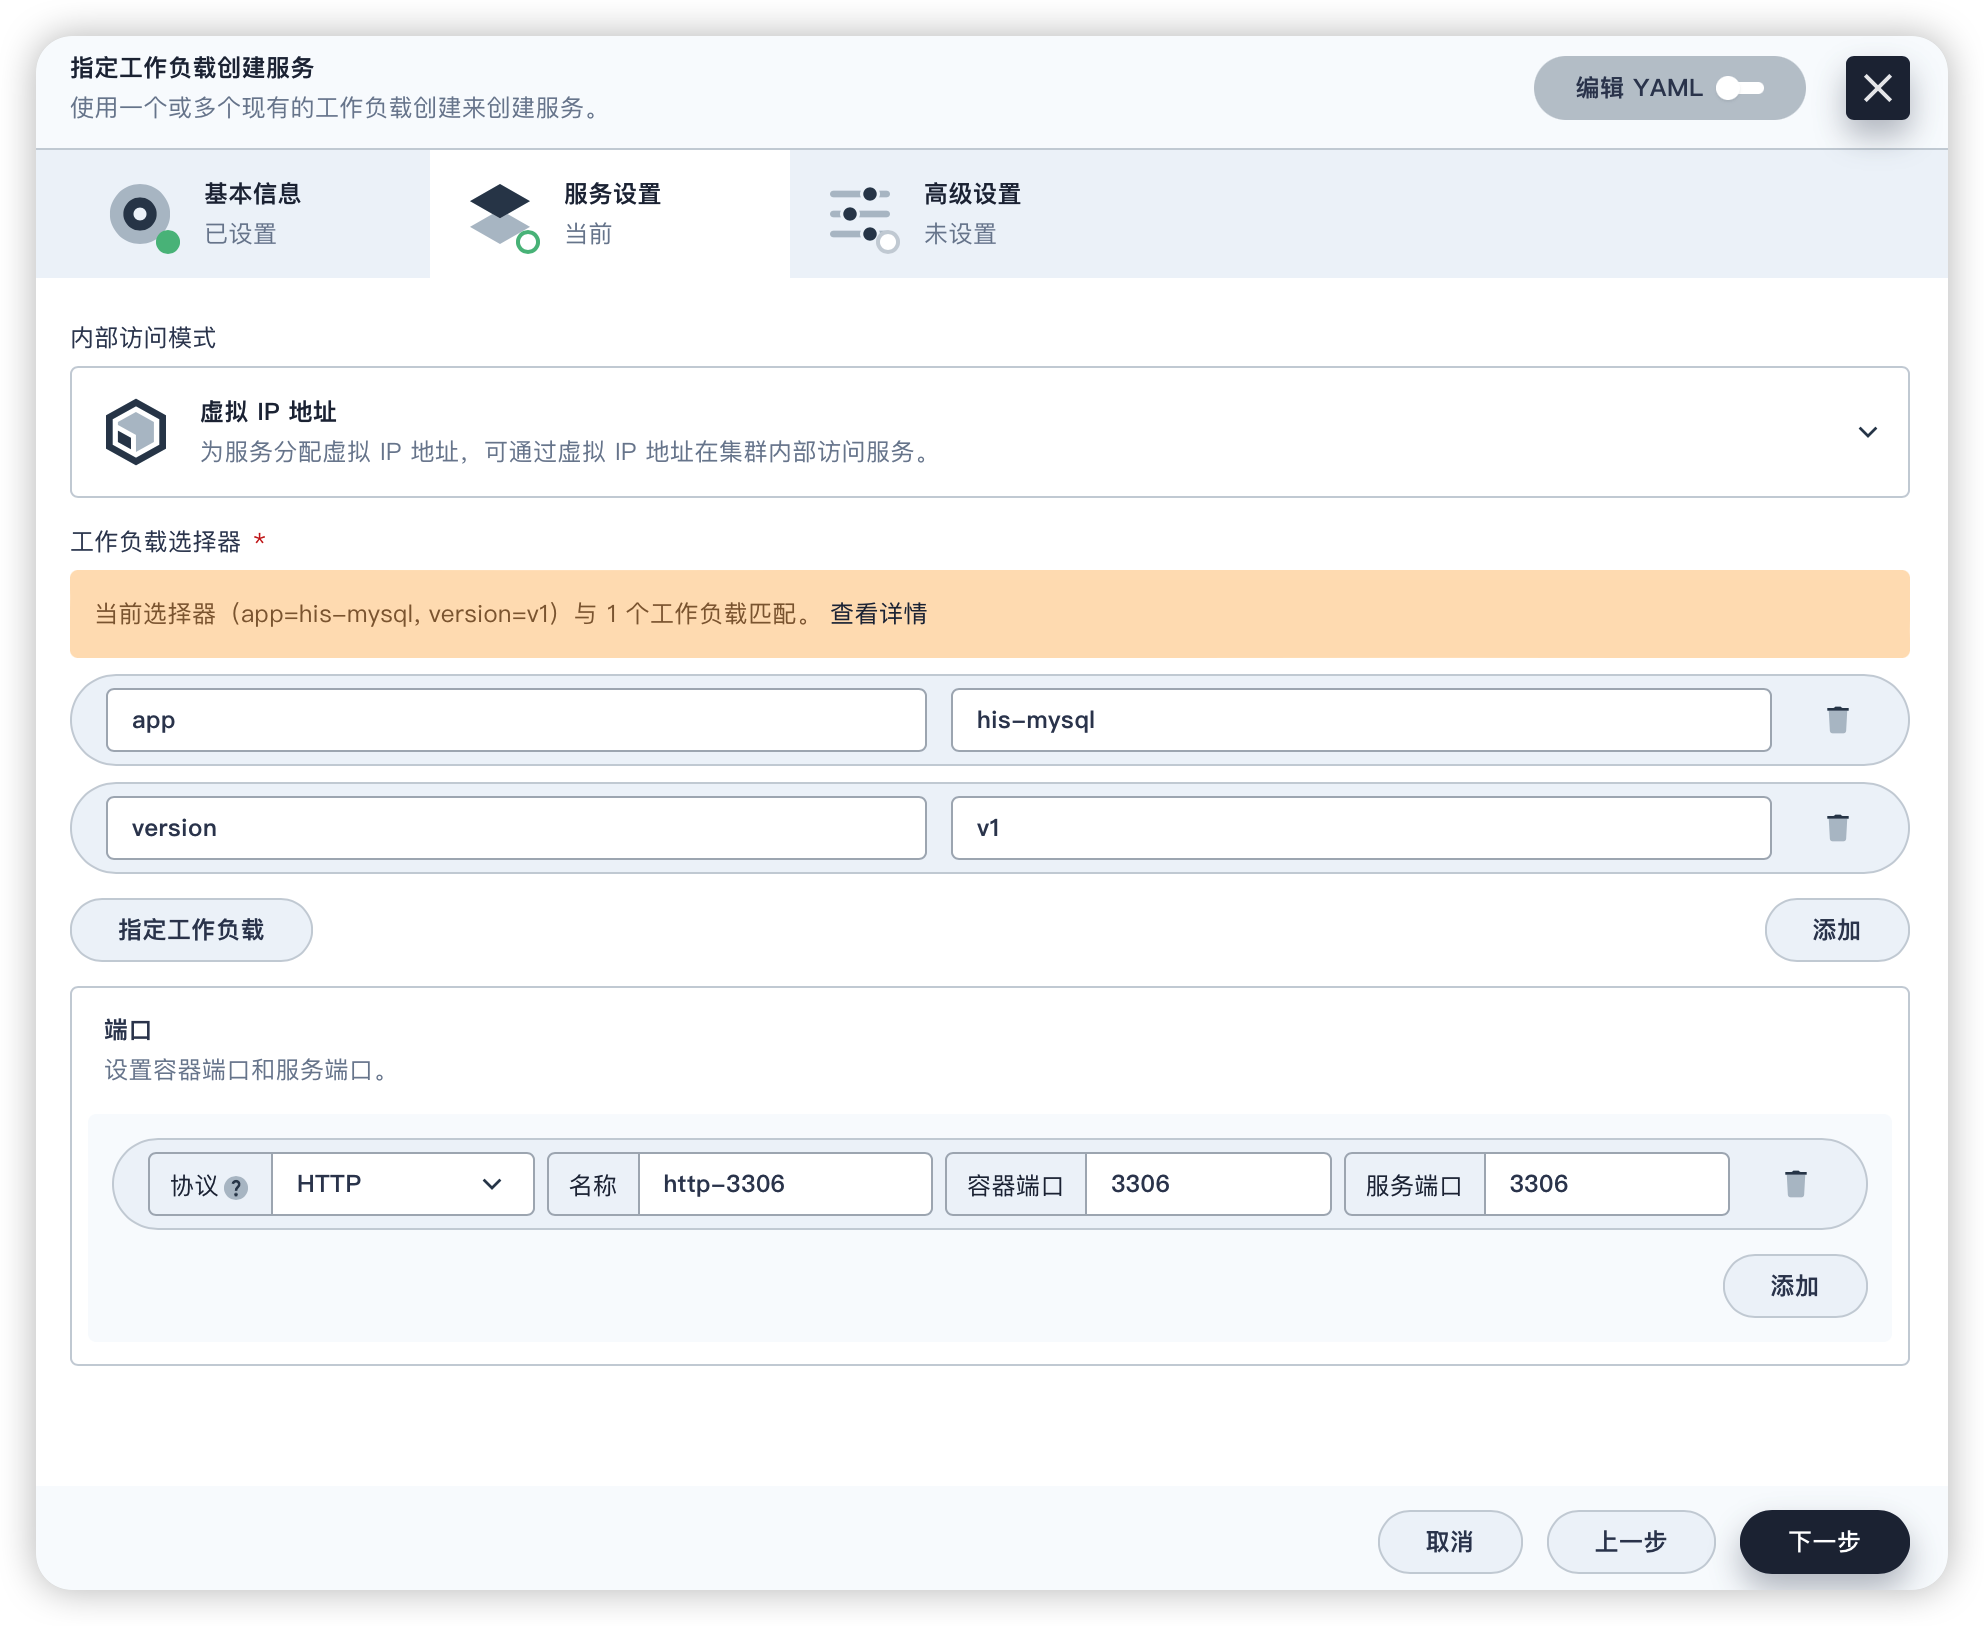 指定工作负载创建服务
使用一个或多个现有的工作负载创建来创建服务。
编辑 YAML
基本信息
已设置
服务设置
当前
高级设置
未设置
内部访问模式
虚拟 IP 地址
为服务分配虚拟 IP 地址，可通过虚拟 IP 地址在集群内部访问服务。
工作负载选择器 *
当前选择器（app=his-mysql, version=v1）与 1 个工作负载匹配。 查看详情
app his-mysql
version v1
指定工作负载 添加
端口
设置容器端口和服务端口。
协议 ? HTTP 名称 http-3306 容器端口 3306 服务端口 3306
添加
取消 上一步 下一步